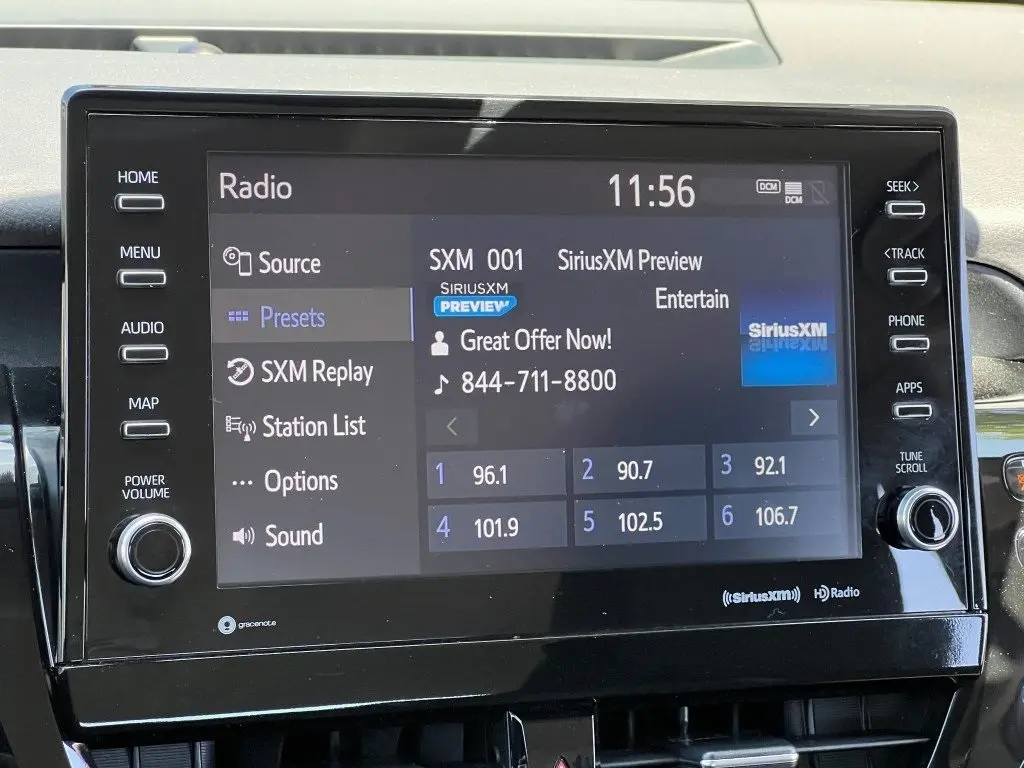 HOME
MENU
AUDIO
MAP
POWER
VOLUME
Radio
11:56
DCM
DCM
Source
Presets
SXM Replay
Station List
Options
Sound
SXM 001 SiriusXM Preview
SIRIUSXM
PREVIEW
Entertain
SiriusXM
Great Offer Now!
844-711-8800
<
>
1 96.1
2 90.7
3 92.1
4 101.9
5 102.5
6 106.7
SEEK>
<TRACK
PHONE
APPS
TUNE
SCROLL
gracenote
((SiriusXM))
HD Radio